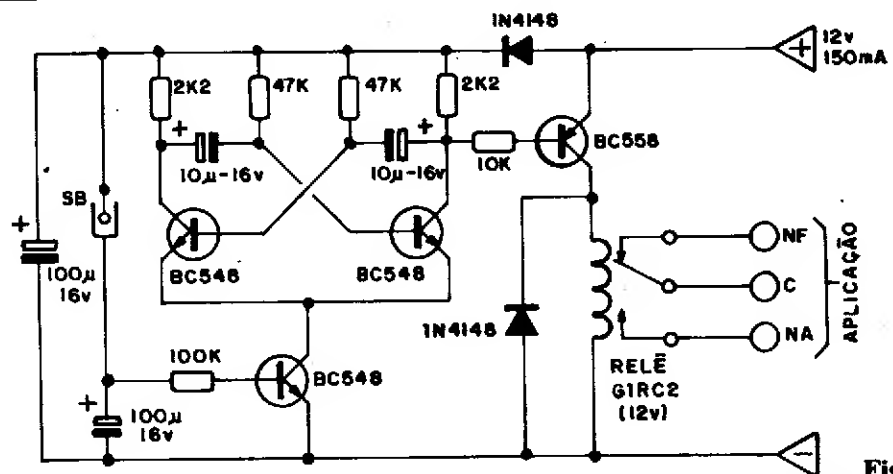 1N4148
+
12v
150mA
2K2
47K
47K
2K2
+
10µ-16v
+
10µ-16v
10K
BC558
SB
+
100µ
16v
BC548
BC548
NF
C
NA
APLICAÇÃO
1N4148
100K
BC548
RELÊ
G1RC2
(12v)
+
100µ
16v
−
Fig